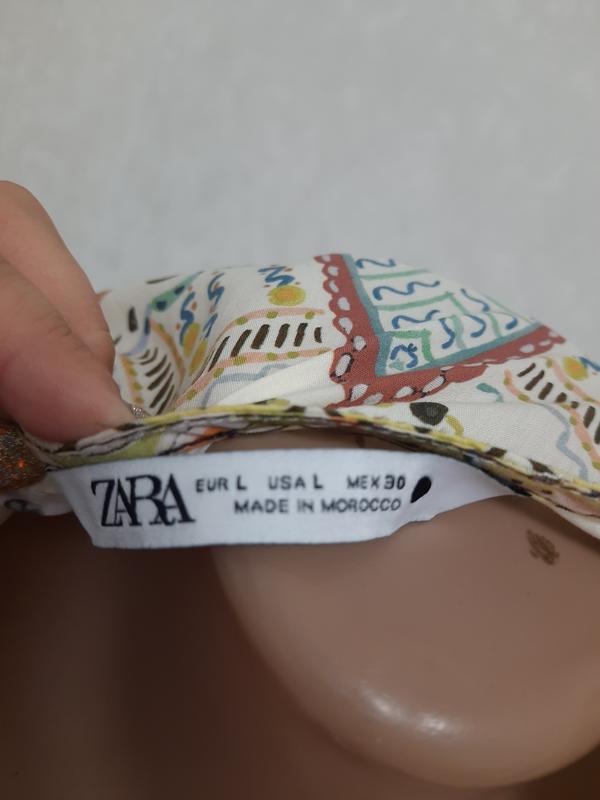 ZARA
EUR L USA L MEX 30
MADE IN MOROCCO